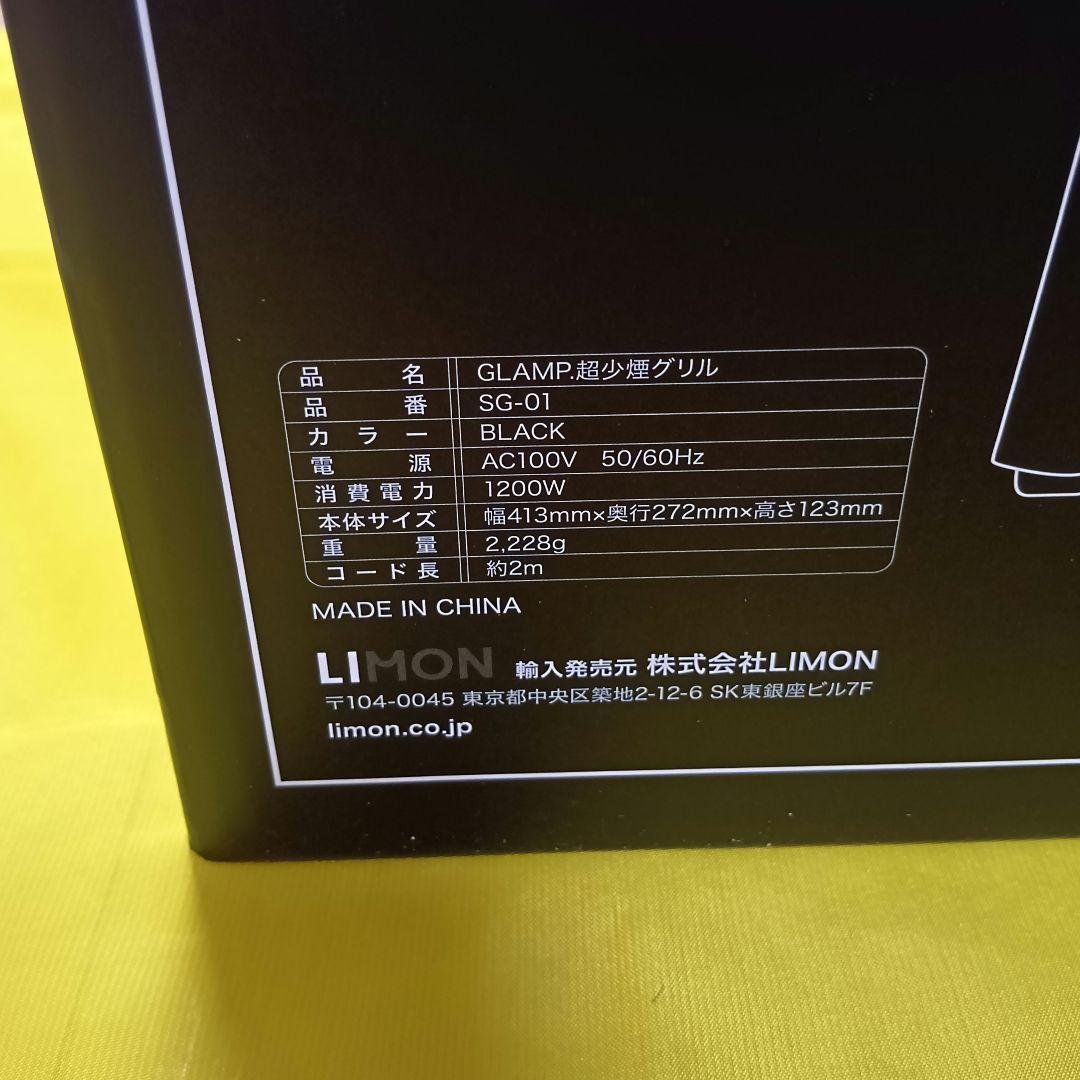 品名 GLAMP.超少煙グリル
品番 SG-01
カラー BLACK
電源 AC100V 50/60Hz
消費電力 1200W
本体サイズ 幅413mm×奥行272mm×高さ123mm
重量 2,228g
コード長 約2m
MADE IN CHINA
LIMON 輸入発売元 株式会社LIMON
〒104-0045 東京都中央区築地2-12-6 SK東銀座ビル7F
limon.co.jp